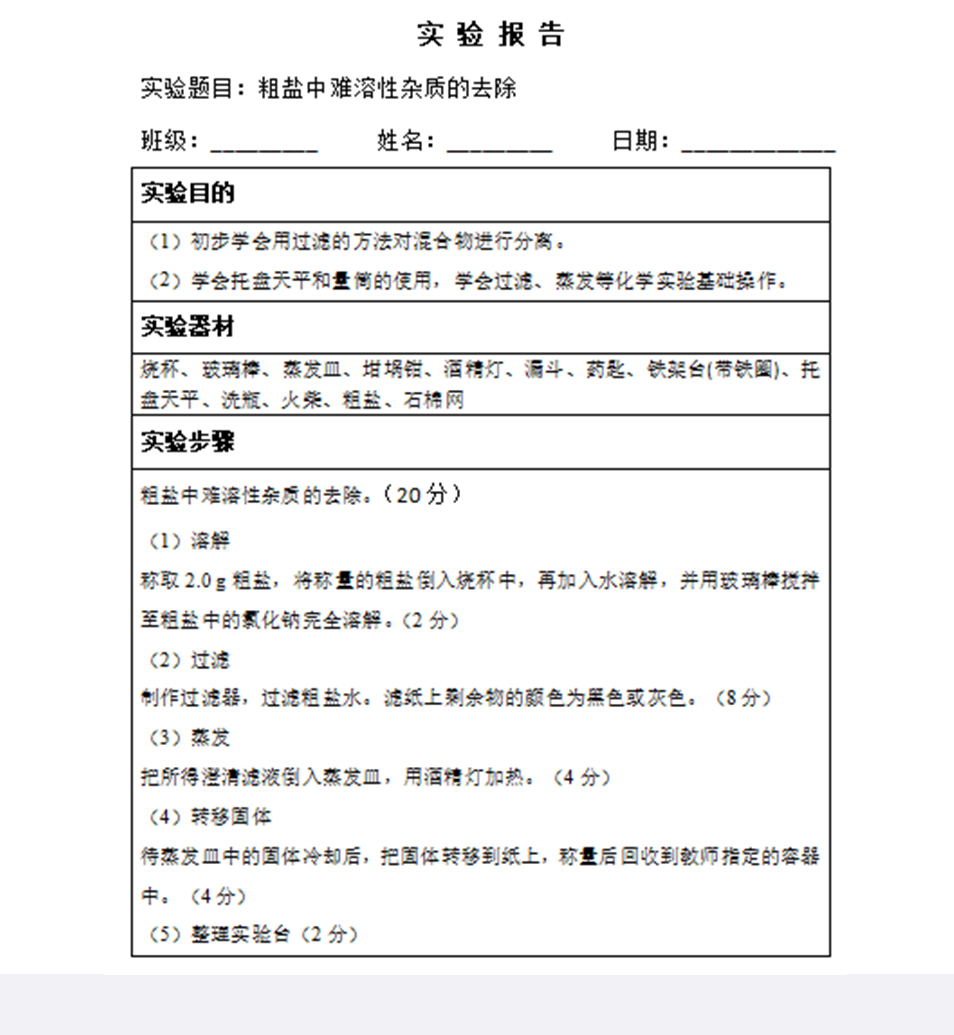 实 验 报 告
实验题目：粗盐中难溶性杂质的去除
班级：_________ 姓名：_________ 日期：_____________
实验目的
（1）初步学会用过滤的方法对混合物进行分离。
（2）学会托盘天平和量筒的使用，学会过滤、蒸发等化学实验基础操作。
实验器材
烧杯、玻璃棒、蒸发皿、坩埚钳、酒精灯、漏斗、药匙、铁架台(带铁圈)、托
盘天平、洗瓶、火柴、粗盐、石棉网
实验步骤
粗盐中难溶性杂质的去除。（20 分）
（1）溶解
称取 2.0 g 粗盐，将称量的粗盐倒入烧杯中，再加入水溶解，并用玻璃棒搅拌
至粗盐中的氯化钠完全溶解。（2 分）
（2）过滤
制作过滤器，过滤粗盐水。滤纸上剩余物的颜色为黑色或灰色。（8 分）
（3）蒸发
把所得澄清滤液倒入蒸发皿，用酒精灯加热。（4 分）
（4）转移固体
待蒸发皿中的固体冷却后，把固体转移到纸上，称量后回收到教师指定的容器
中。（4 分）
（5）整理实验台（2 分）